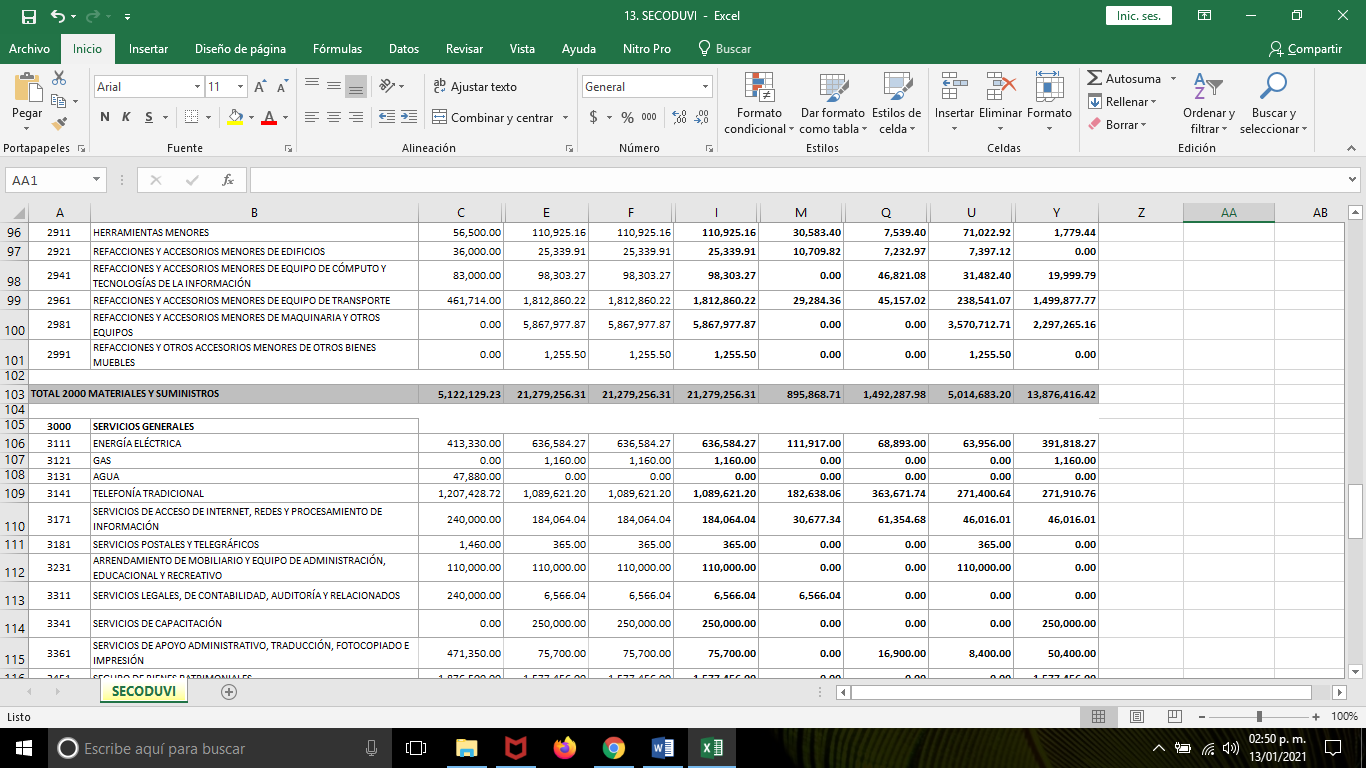 13. SECODUVI - Excel
Inic. ses.
Archivo Inicio Insertar Diseño de página Fórmulas Datos Revisar Vista Ayuda Nitro Pro Buscar Compartir
Pegar
Arial 11
Ajustar texto
General
N K S
Combinar y centrar
$ % 000
Formato condicional
Dar formato como tabla
Estilos de celda
Insertar Eliminar Formato
Autosuma
Rellenar
Borrar
Ordenar y filtrar
Buscar y seleccionar
Portapapeles Fuente Alineación Número Estilos Celdas Edición
AA1 fx
A B C E F I M Q U Y Z AA AB
96 2911 HERRAMIENTAS MENORES 56,500.00 110,925.16 110,925.16 110,925.16 30,583.40 7,539.40 71,022.92 1,779.44
97 2921 REFACCIONES Y ACCESORIOS MENORES DE EDIFICIOS 36,000.00 25,339.91 25,339.91 25,339.91 10,709.82 7,232.97 7,397.12 0.00
98 2941 REFACCIONES Y ACCESORIOS MENORES DE EQUIPO DE CÓMPUTO Y TECNOLOGÍAS DE LA INFORMACIÓN 83,000.00 98,303.27 98,303.27 98,303.27 0.00 46,821.08 31,482.40 19,999.79
99 2961 REFACCIONES Y ACCESORIOS MENORES DE EQUIPO DE TRANSPORTE 461,714.00 1,812,860.22 1,812,860.22 1,812,860.22 29,284.36 45,157.02 238,541.07 1,499,877.77
100 2981 REFACCIONES Y ACCESORIOS MENORES DE MAQUINARIA Y OTROS EQUIPOS 0.00 5,867,977.87 5,867,977.87 5,867,977.87 0.00 0.00 3,570,712.71 2,297,265.16
101 2991 REFACCIONES Y OTROS ACCESORIOS MENORES DE OTROS BIENES MUEBLES 0.00 1,255.50 1,255.50 1,255.50 0.00 0.00 1,255.50 0.00
102
103 TOTAL 2000 MATERIALES Y SUMINISTROS 5,122,129.23 21,279,256.31 21,279,256.31 21,279,256.31 895,868.71 1,492,287.98 5,014,683.20 13,876,416.42
104
105 3000 SERVICIOS GENERALES
106 3111 ENERGÍA ELÉCTRICA 413,330.00 636,584.27 636,584.27 636,584.27 111,917.00 68,893.00 63,956.00 391,818.27
107 3121 GAS 0.00 1,160.00 1,160.00 1,160.00 0.00 0.00 0.00 1,160.00
108 3131 AGUA 47,880.00 0.00 0.00 0.00 0.00 0.00 0.00 0.00
109 3141 TELEFONÍA TRADICIONAL 1,207,428.72 1,089,621.20 1,089,621.20 1,089,621.20 182,638.06 363,671.74 271,400.64 271,910.76
110 3171 SERVICIOS DE ACCESO DE INTERNET, REDES Y PROCESAMIENTO DE INFORMACIÓN 240,000.00 184,064.04 184,064.04 184,064.04 30,677.34 61,354.68 46,016.01 46,016.01
111 3181 SERVICIOS POSTALES Y TELEGRÁFICOS 1,460.00 365.00 365.00 365.00 0.00 0.00 365.00 0.00
112 3231 ARRENDAMIENTO DE MOBILIARIO Y EQUIPO DE ADMINISTRACIÓN, EDUCACIONAL Y RECREATIVO 110,000.00 110,000.00 110,000.00 110,000.00 0.00 0.00 110,000.00 0.00
113 3311 SERVICIOS LEGALES, DE CONTABILIDAD, AUDITORÍA Y RELACIONADOS 240,000.00 6,566.04 6,566.04 6,566.04 6,566.04 0.00 0.00 0.00
114 3341 SERVICIOS DE CAPACITACIÓN 0.00 250,000.00 250,000.00 250,000.00 0.00 0.00 0.00 250,000.00
115 3361 SERVICIOS DE APOYO ADMINISTRATIVO, TRADUCCIÓN, FOTOCOPIADO E IMPRESIÓN 471,350.00 75,700.00 75,700.00 75,700.00 0.00 16,900.00 8,400.00 50,400.00
SECODUVI
Listo 100%
Escribe aquí para buscar
02:50 p. m.
13/01/2021